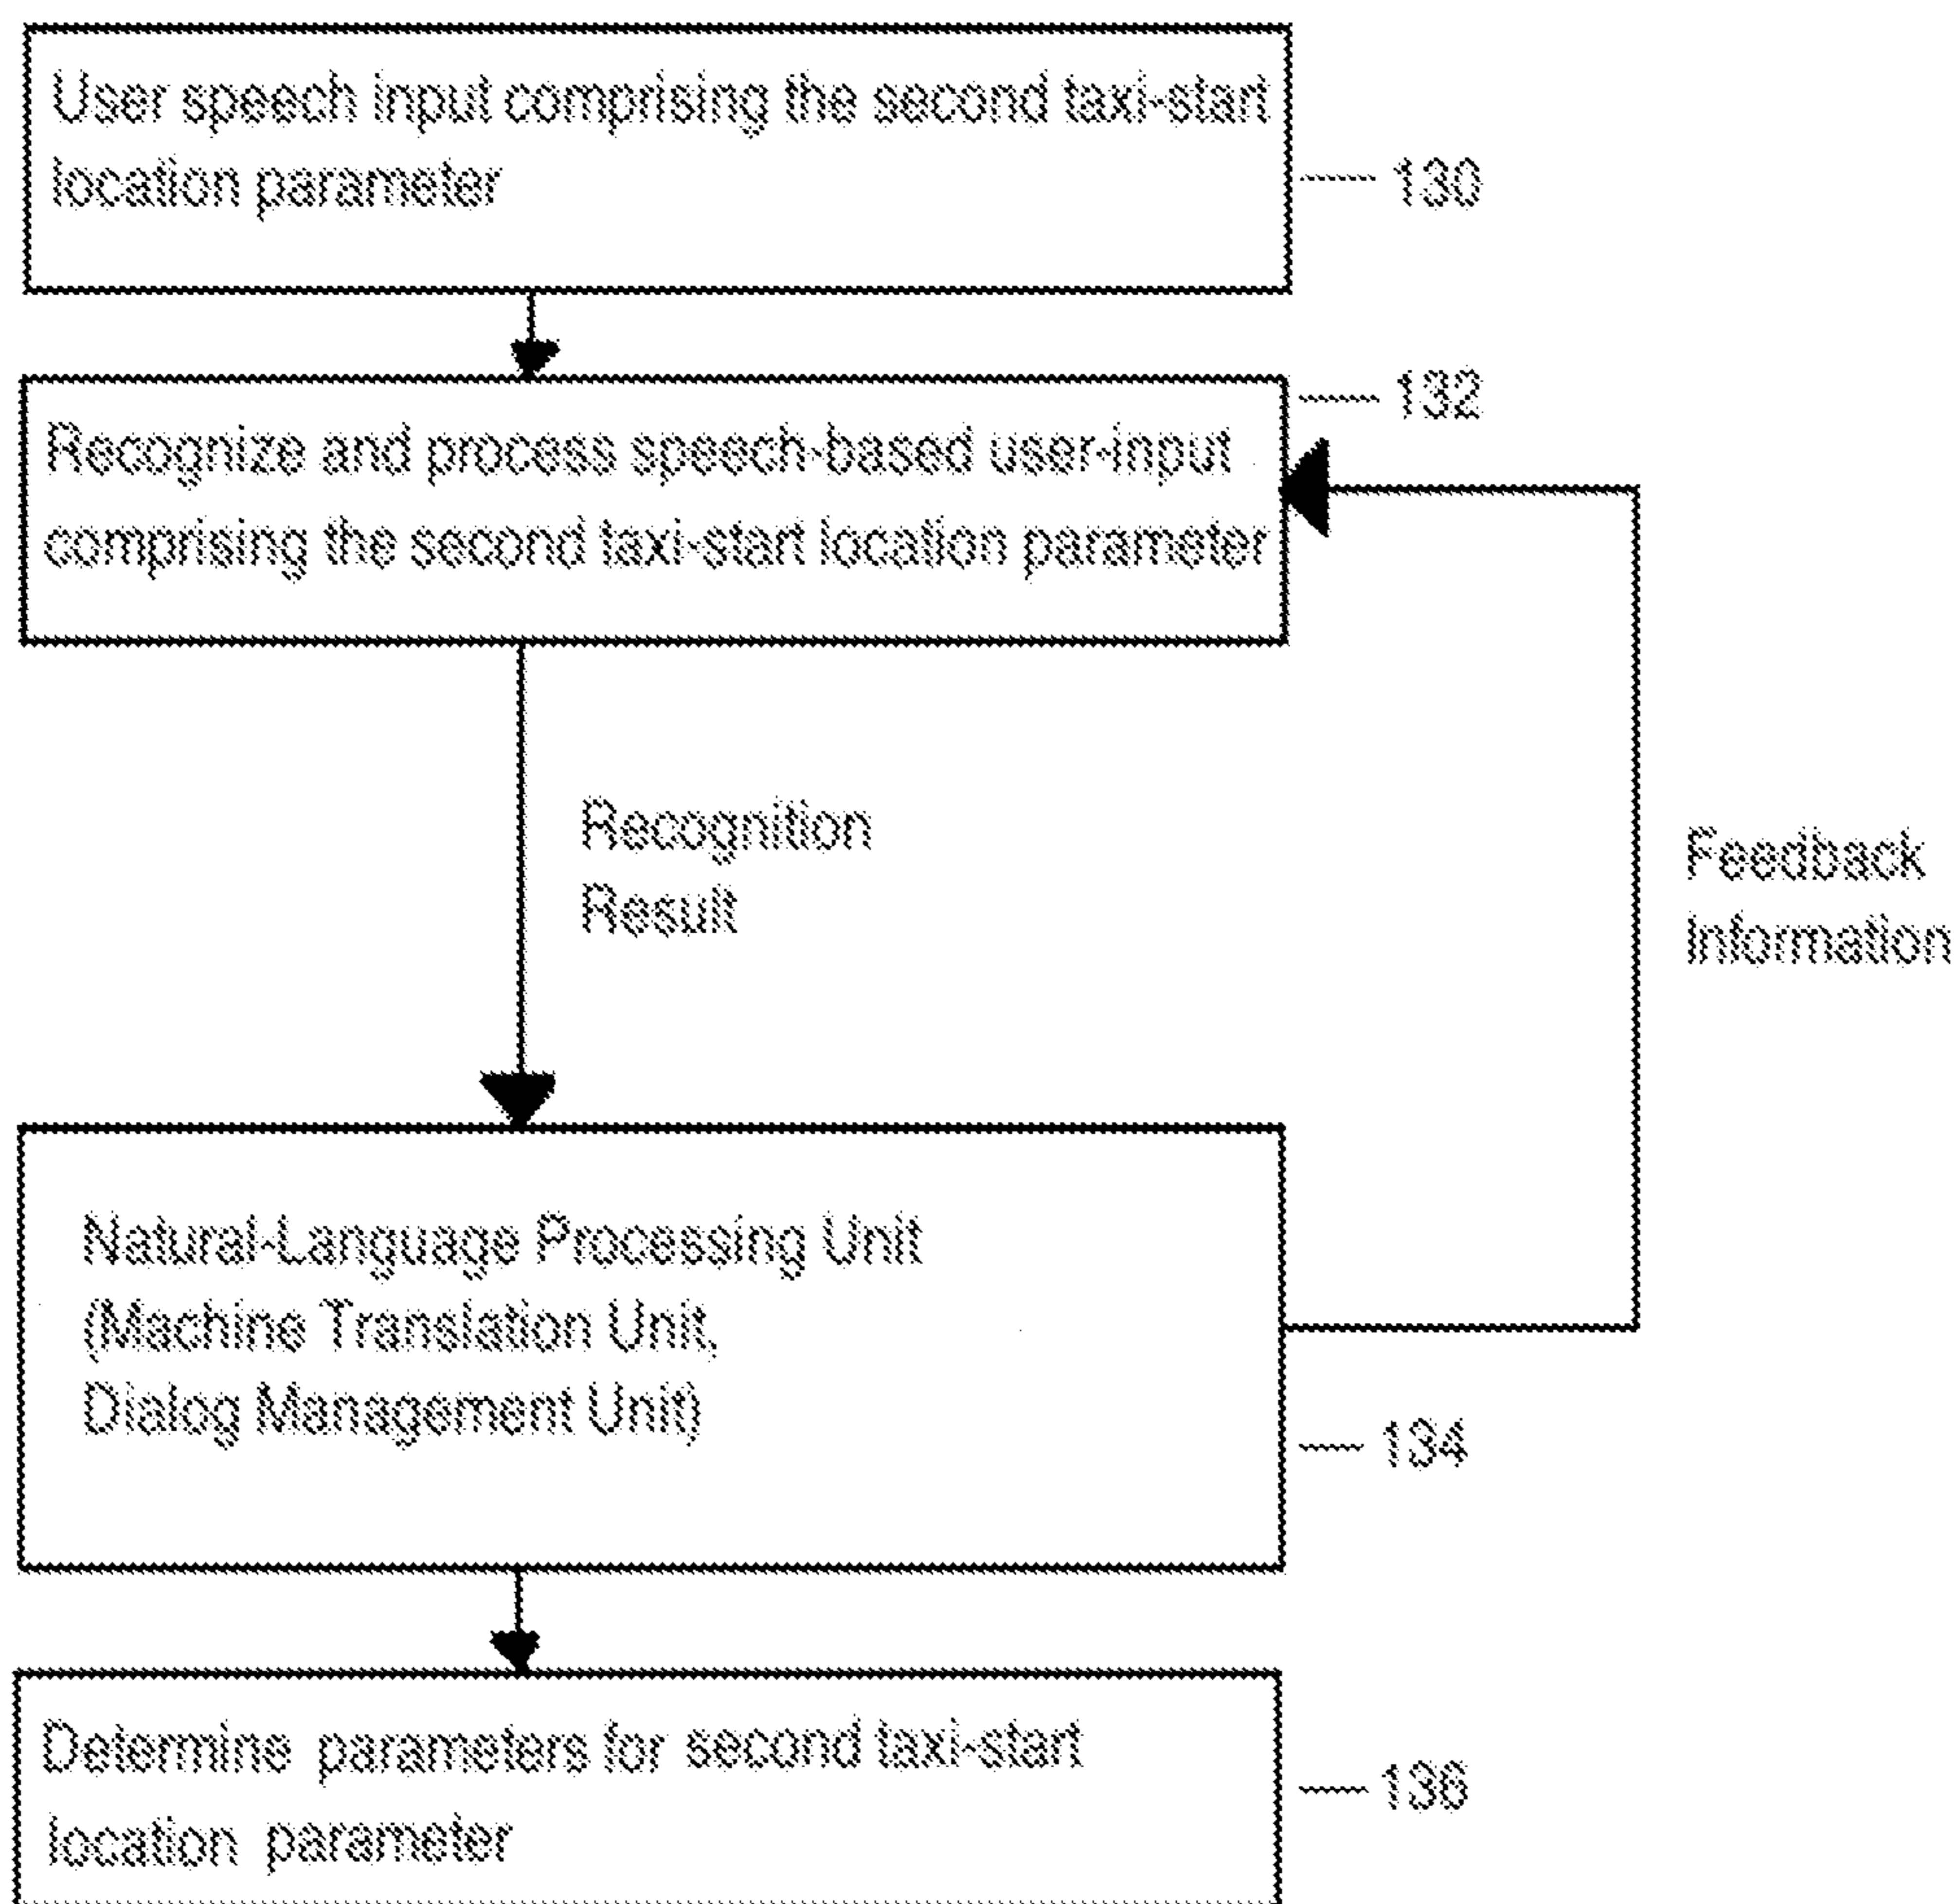 User speech input comprising the second taxi-start
location parameter
130
132
Recognize and process speech-based user-input
comprising the second taxi-start location parameter
Recognition
Result
Feedback
Information
Natural-Language Processing Unit
(Machine Translation Unit,
Dialog Management Unit)
134
Determine parameters for second taxi-start
location parameter
136